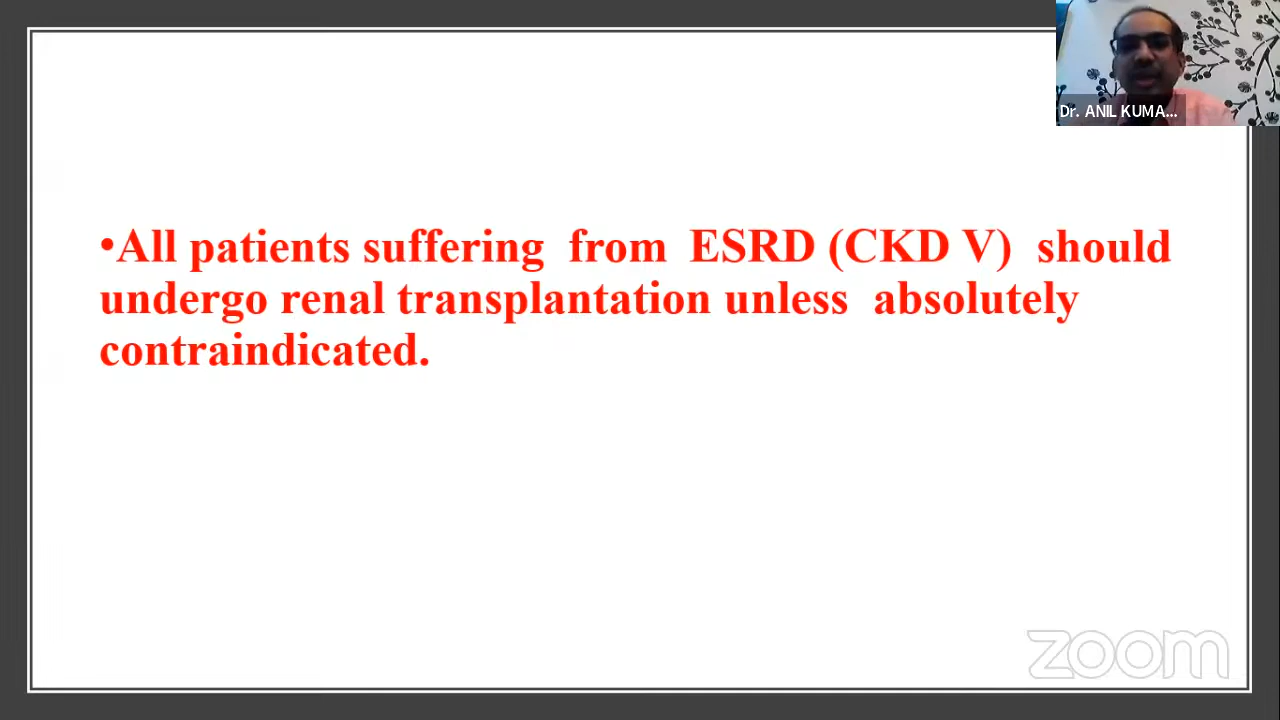 Dr. ANIL KUMA...
•All patients suffering from ESRD (CKD V) should
undergo renal transplantation unless absolutely
contraindicated.
zoom